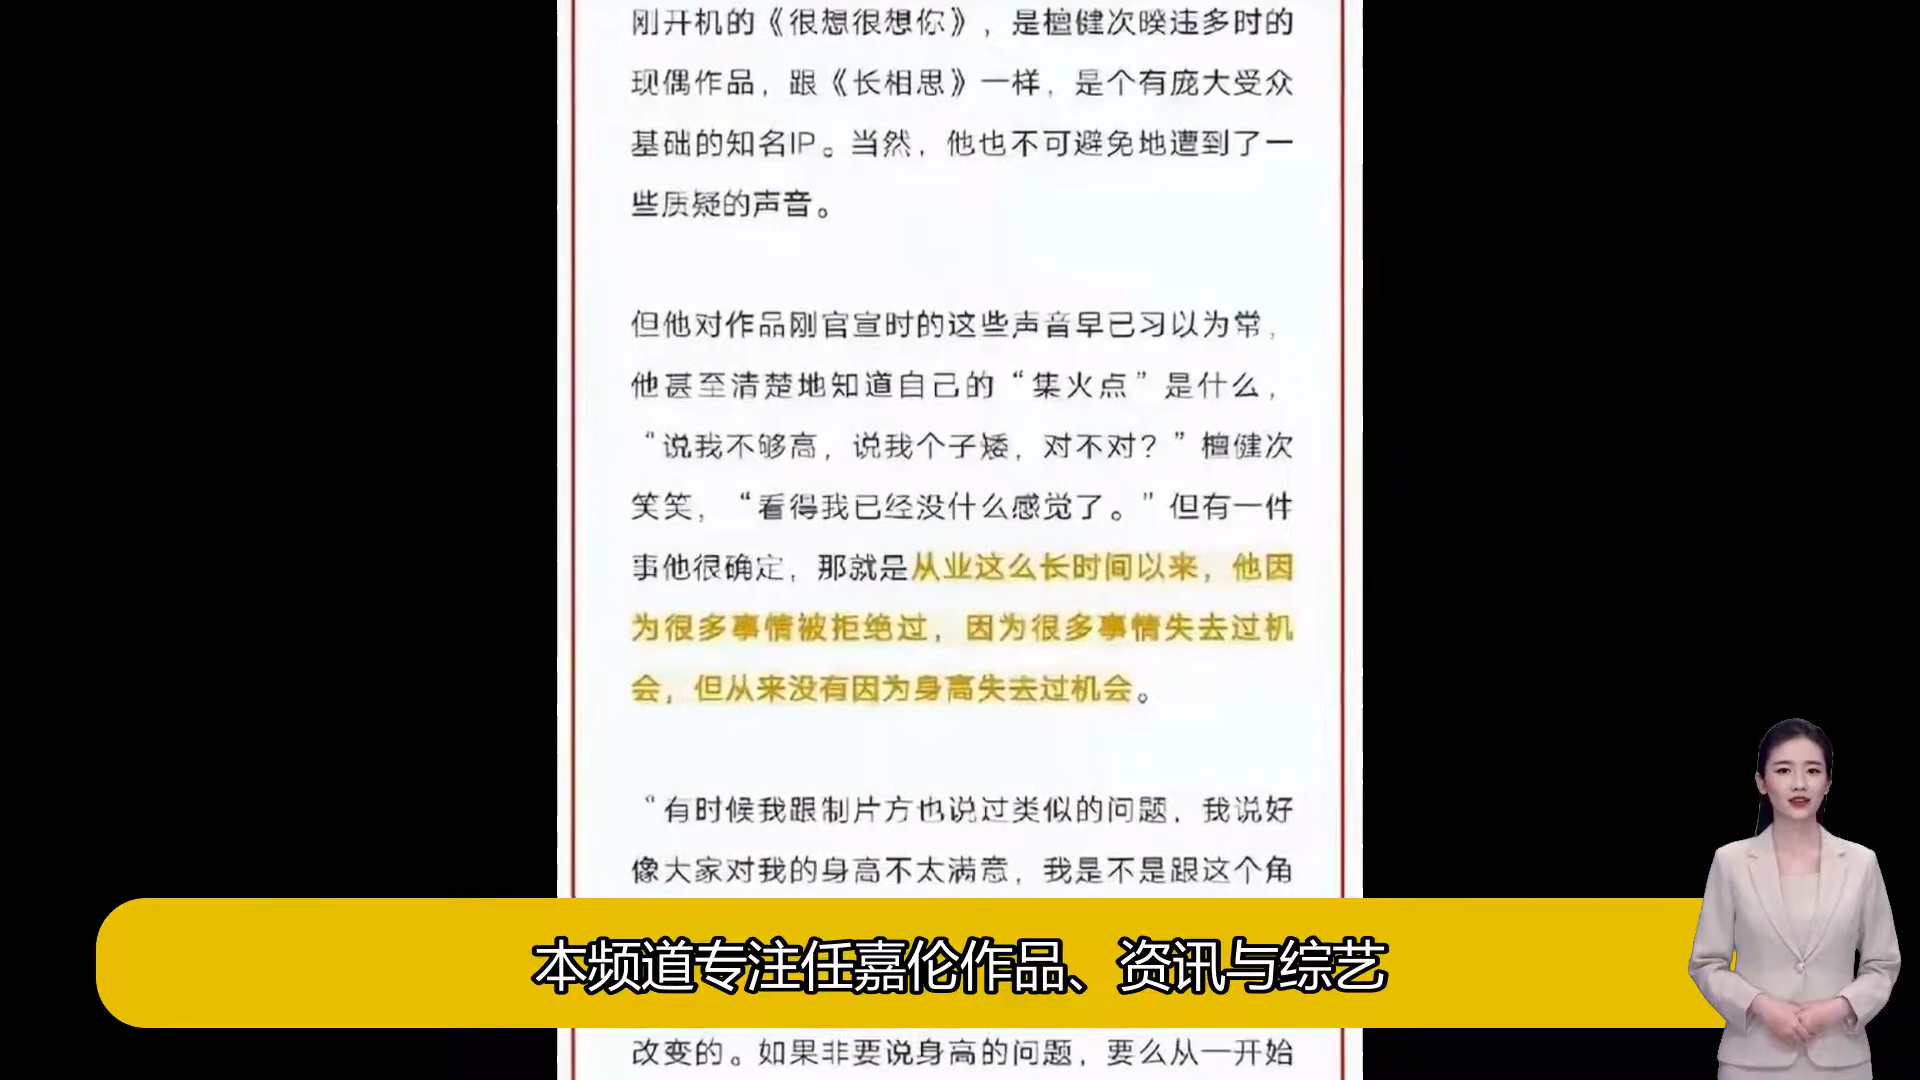 刚开机的《很想很想你》，是檀健次暌违多时的
现偶作品，跟《长相思》一样，是个有庞大受众
基础的知名IP。当然，他也不可避免地遭到了一
些质疑的声音。
但他对作品刚官宣时的这些声音早已习以为常，
他甚至清楚地知道自己的“集火点”是什么，
“说我不够高，说我个子矮，对不对？”檀健次
笑笑，“看得我已经没什么感觉了。”但有一件
事他很确定，那就是从业这么长时间以来，他因
为很多事情被拒绝过，因为很多事情失去过机
会，但从来没有因为身高失去过机会。
“有时候我跟制片方也说过类似的问题，我说好
像大家对我的身高不太满意，我是不是跟这个角
本频道专注任嘉伦作品、资讯与综艺
改变的。如果非要说身高的问题，要么从一开始